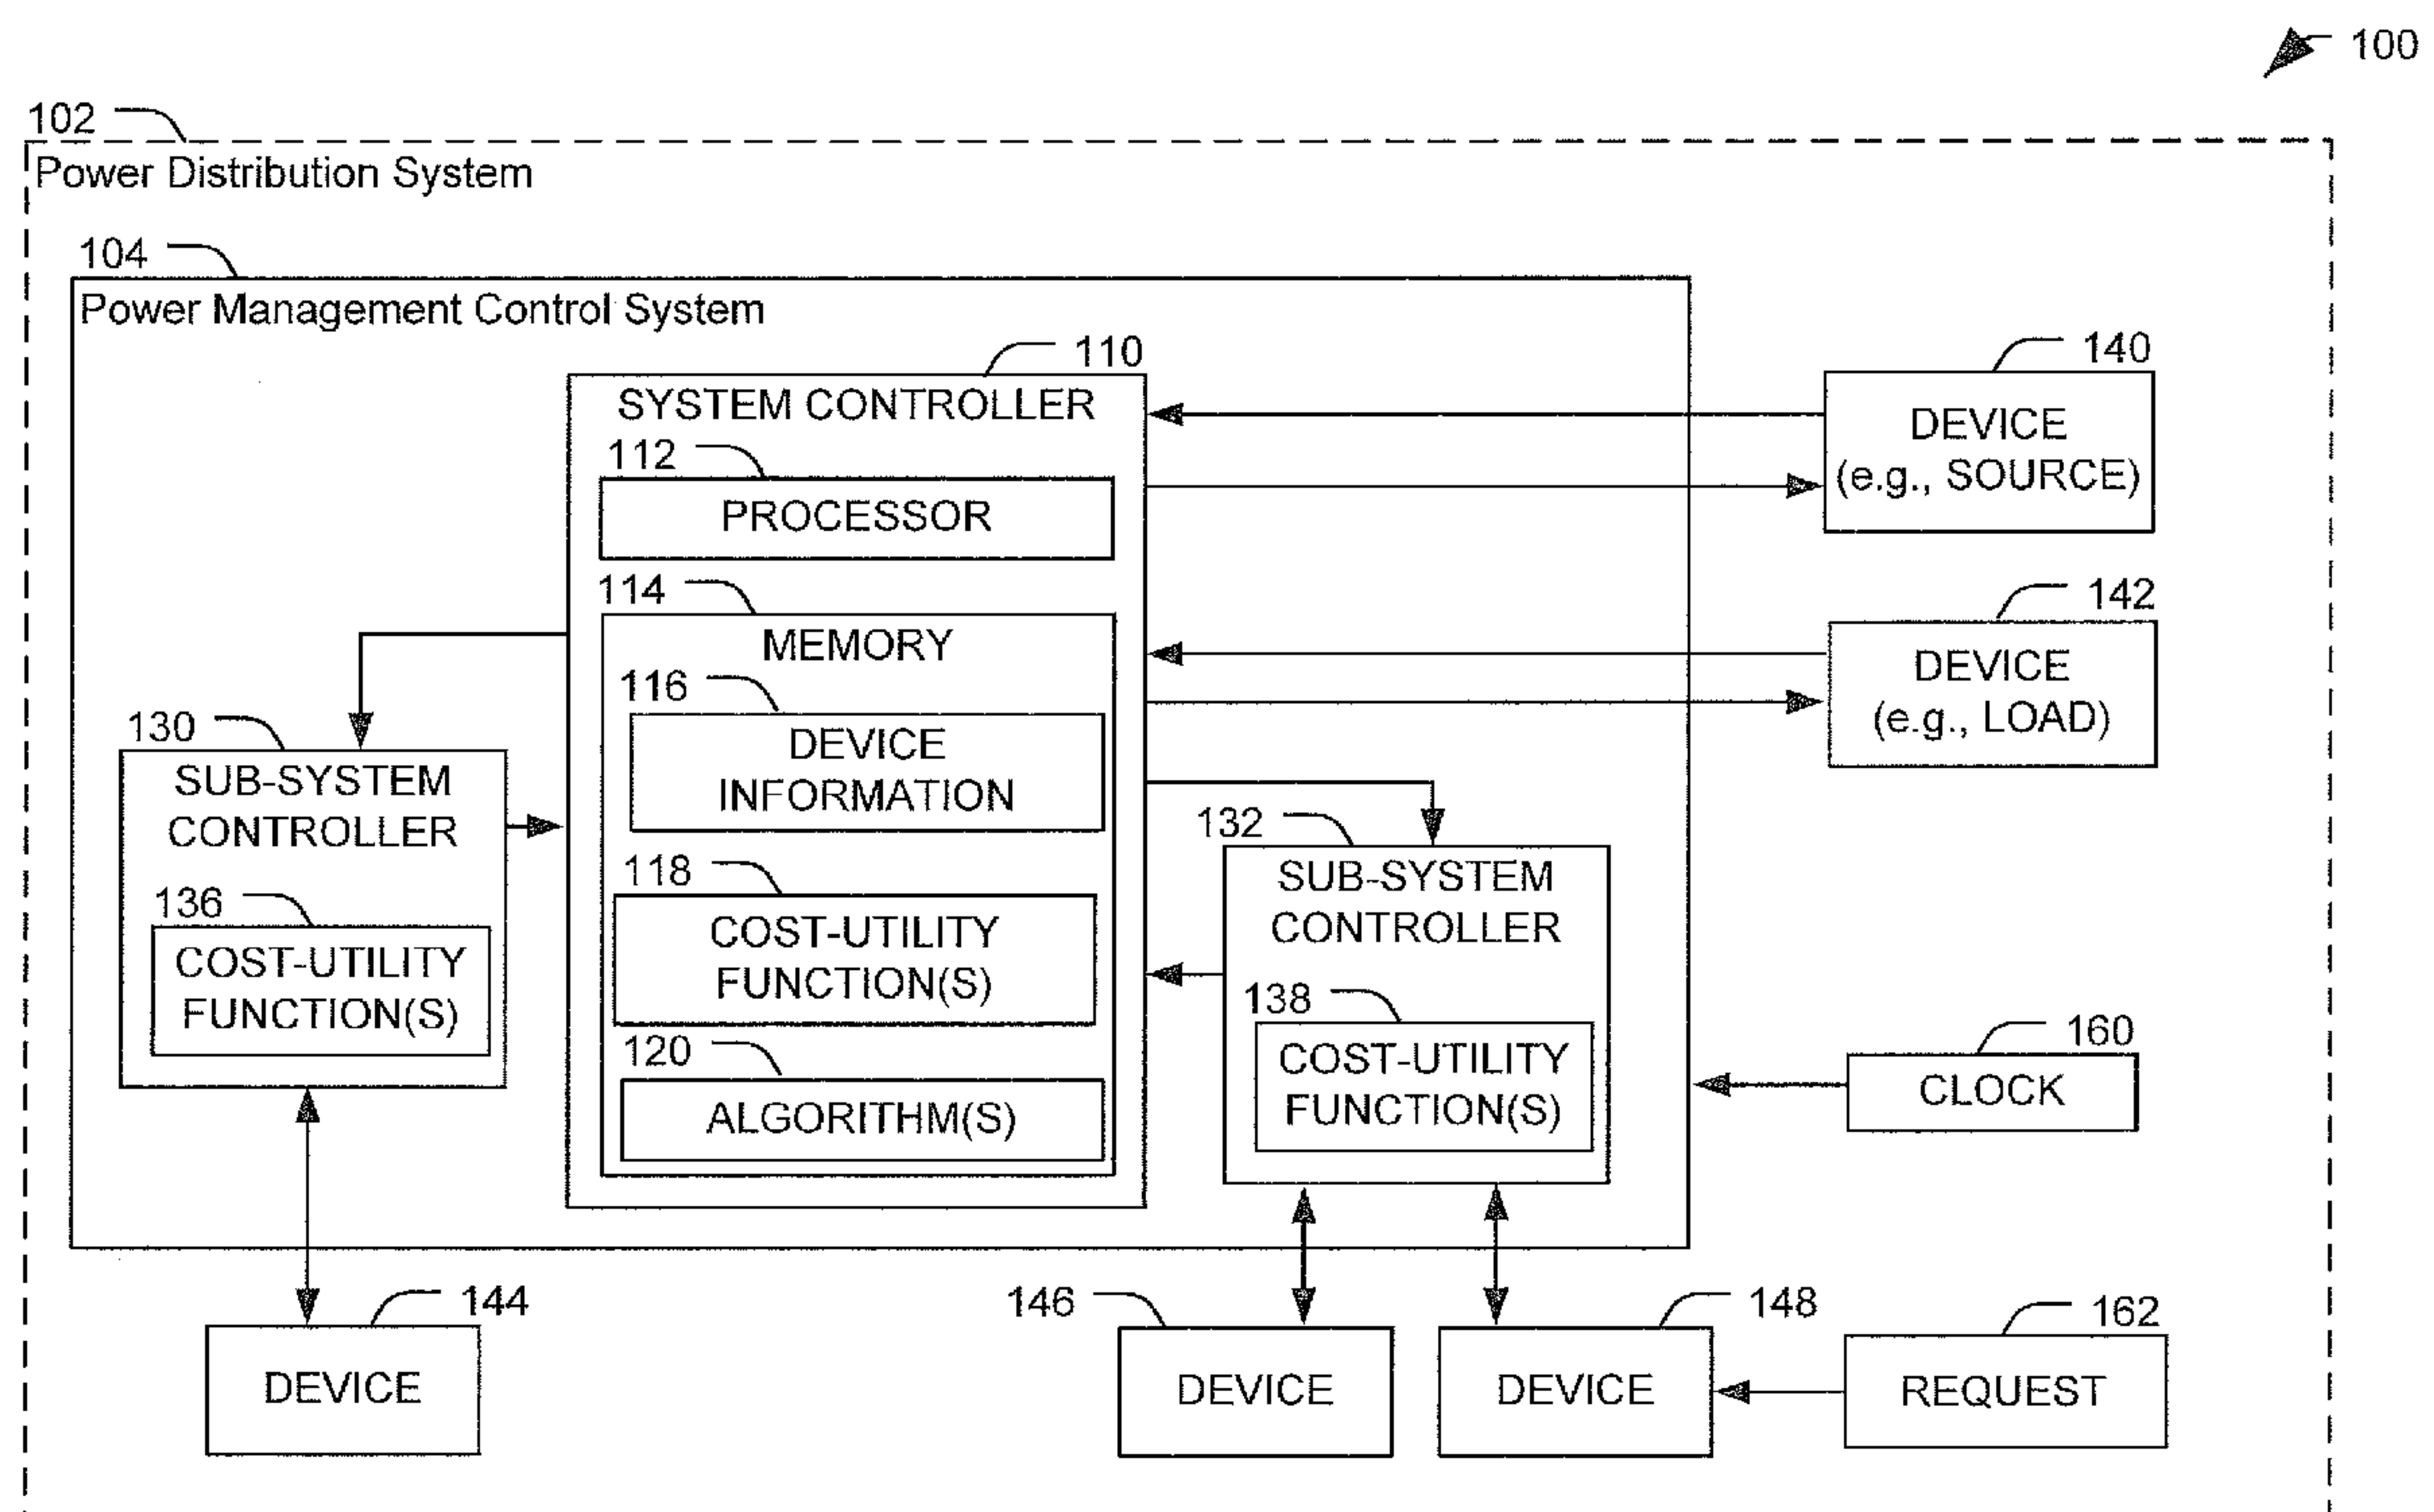 100
102
Power Distribution System
104
Power Management Control System
110
SYSTEM CONTROLLER
112
PROCESSOR
114
MEMORY
116
DEVICE
INFORMATION
118
COST-UTILITY
FUNCTION(S)
120
ALGORITHM(S)
130
SUB-SYSTEM
CONTROLLER
136
COST-UTILITY
FUNCTION(S)
132
SUB-SYSTEM
CONTROLLER
138
COST-UTILITY
FUNCTION(S)
140
DEVICE
(e.g., SOURCE)
142
DEVICE
(e.g., LOAD)
160
CLOCK
144
DEVICE
146
DEVICE
148
DEVICE
162
REQUEST